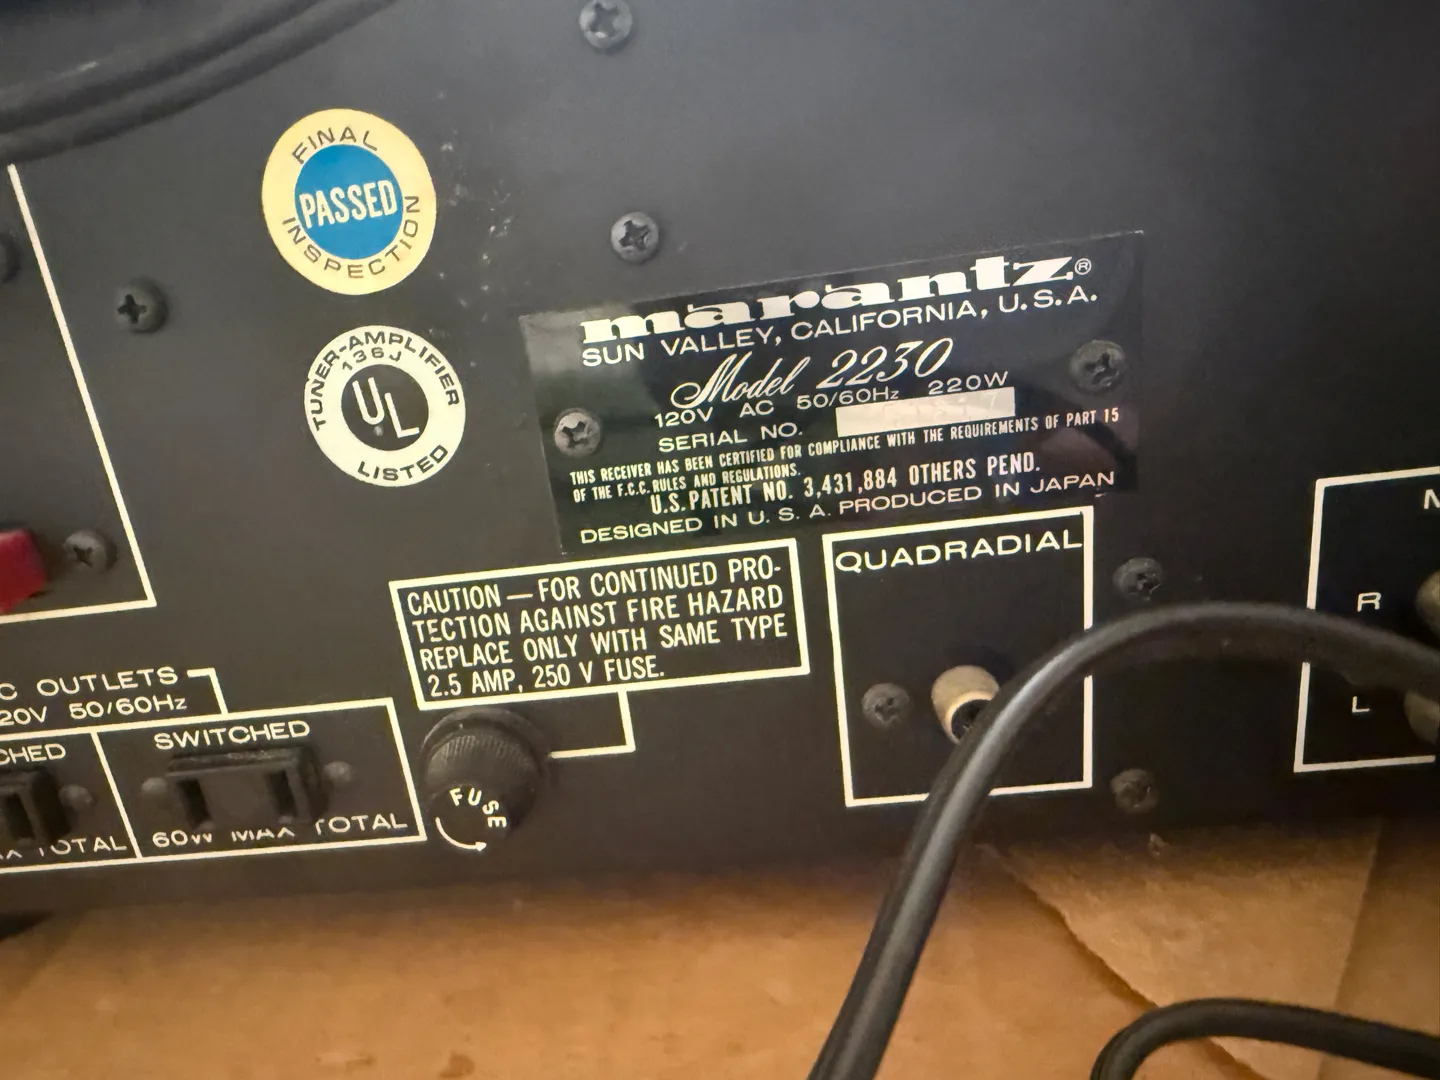 FINAL
PASSED
INSPECTION
TUNER-AMPLIFIER
136J
UL
®
LISTED
marantz®
SUN VALLEY, CALIFORNIA, U.S.A.
Model 2230
120V AC 50/60Hz 220W
SERIAL NO.
THIS RECEIVER HAS BEEN CERTIFIED FOR COMPLIANCE WITH THE REQUIREMENTS OF PART 15
OF THE F.C.C. RULES AND REGULATIONS.
U.S. PATENT NO. 3,431,884 OTHERS PEND.
DESIGNED IN U.S.A. PRODUCED IN JAPAN
CAUTION — FOR CONTINUED PRO-
TECTION AGAINST FIRE HAZARD
REPLACE ONLY WITH SAME TYPE
2.5 AMP, 250 V FUSE.
QUADRADIAL
R
L
C OUTLETS
20V 50/60Hz
CHED
SWITCHED
TOTAL
60W MAX TOTAL
FUSE